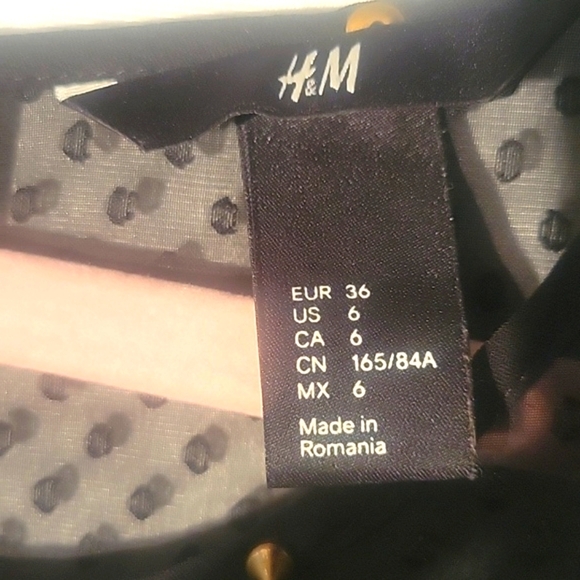 H&M
EUR 36
US 6
CA 6
CN 165/84A
MX 6
Made in
Romania